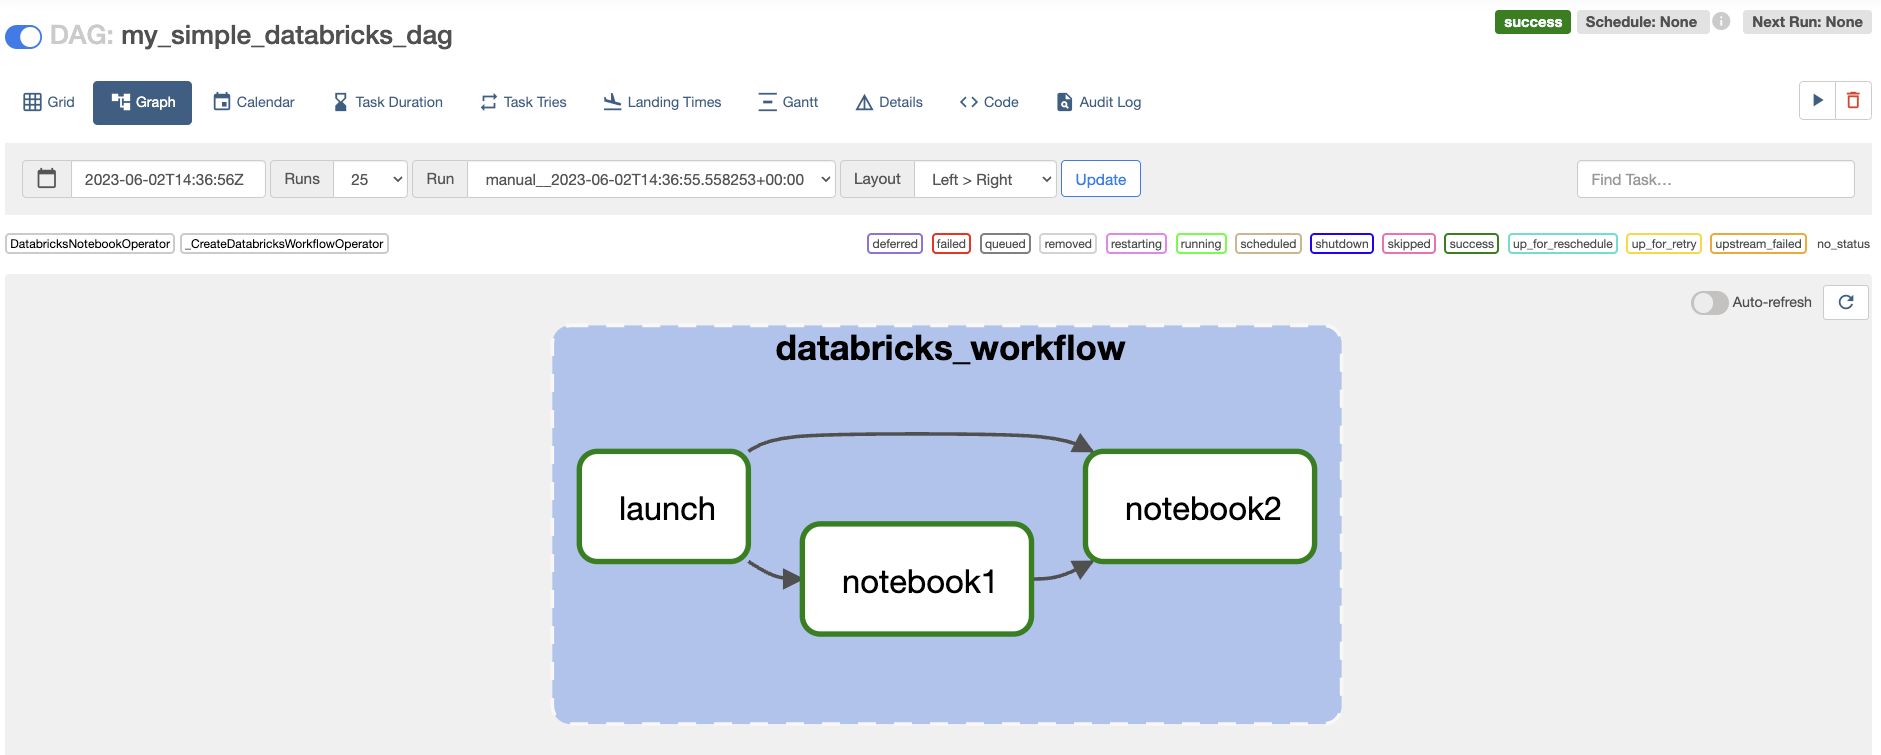 DAG: my_simple_databricks_dag
success Schedule: None i Next Run: None
Grid Graph Calendar Task Duration Task Tries Landing Times Gantt Details Code Audit Log
2023-06-02T14:36:56Z Runs 25 Run manual__2023-06-02T14:36:55.558253+00:00 Layout Left > Right Update Find Task...
DatabricksNotebookOperator _CreateDatabricksWorkflowOperator deferred failed queued removed restarting running scheduled shutdown skipped success up_for_reschedule up_for_retry upstream_failed no_status
Auto-refresh
databricks_workflow
launch
notebook2
notebook1